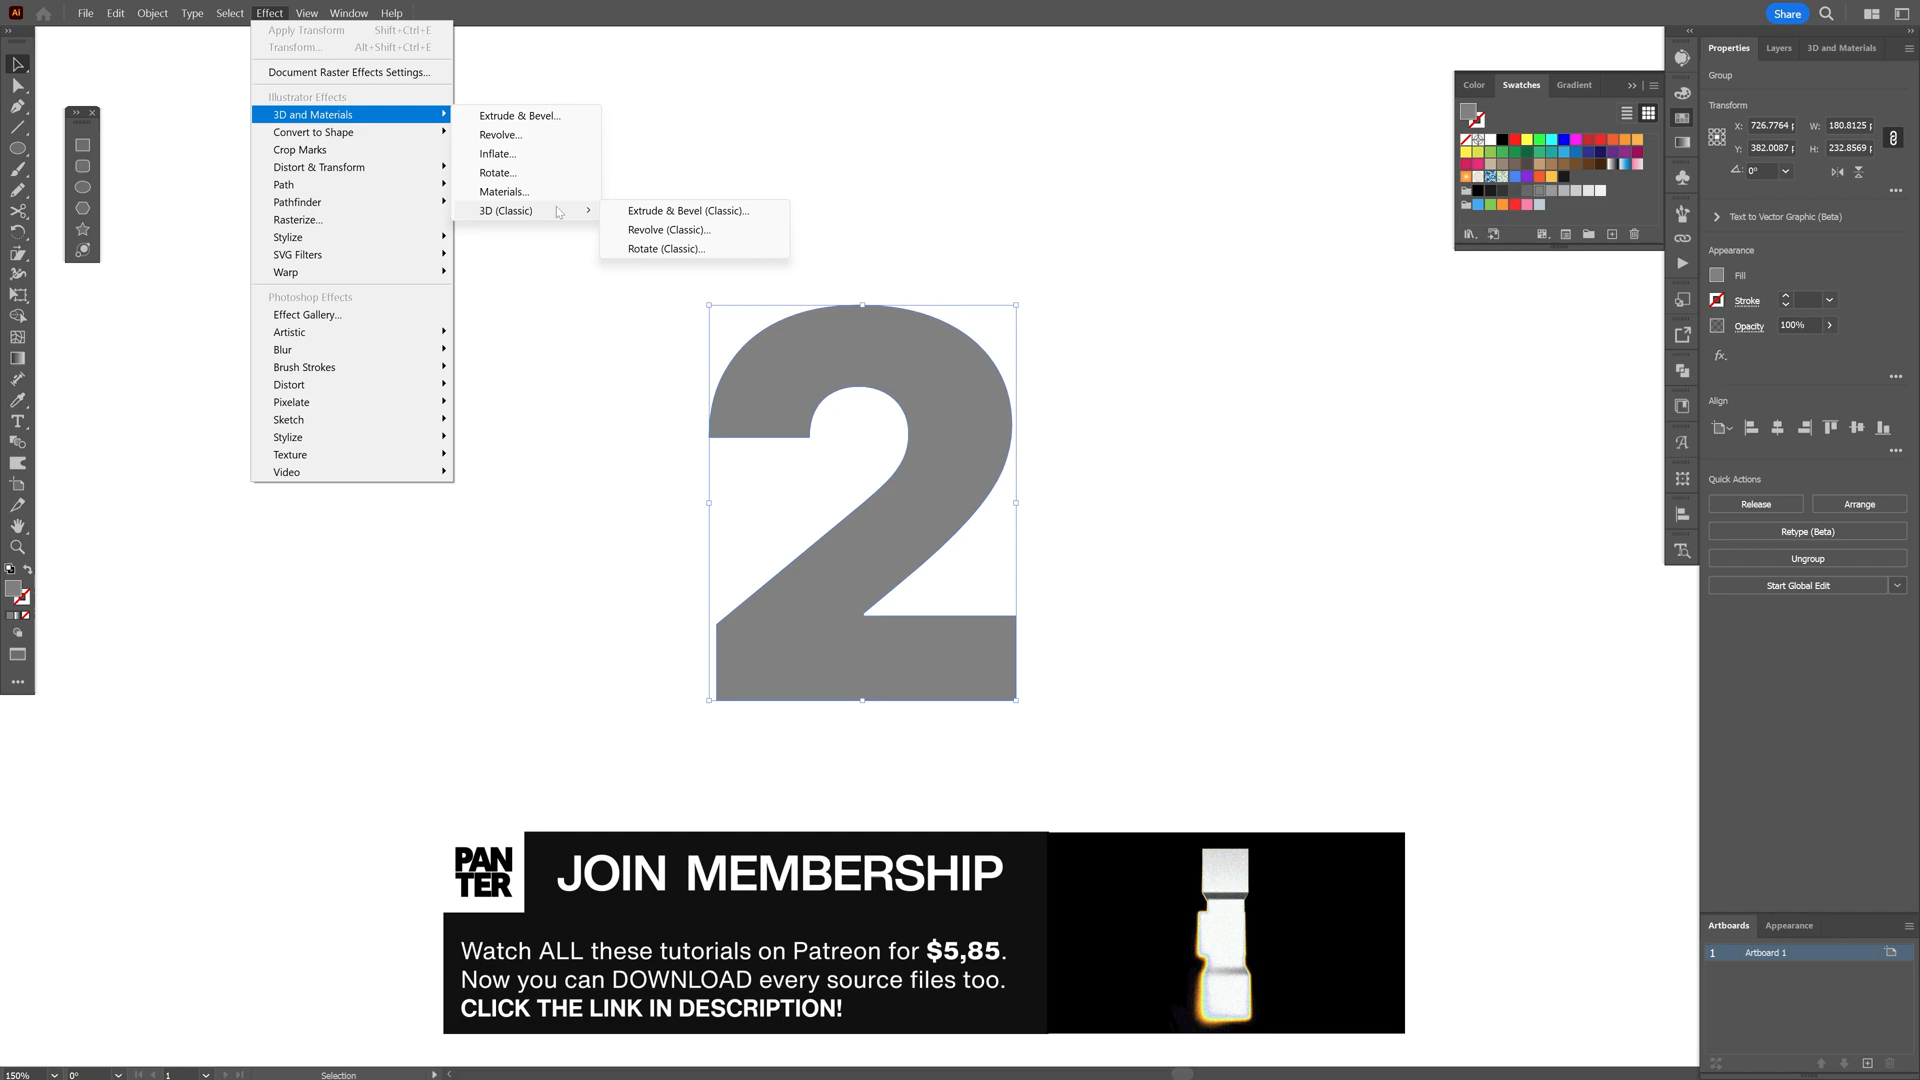 Ai
File Edit Object Type Select Effect View Window Help
Share
Apply Transform Shift+Ctrl+E
Transform... Alt+Shift+Ctrl+E
Document Raster Effects Settings...
Illustrator Effects
3D and Materials
Convert to Shape
Crop Marks
Distort & Transform
Path
Pathfinder
Rasterize...
Stylize
SVG Filters
Warp
Photoshop Effects
Effect Gallery...
Artistic
Blur
Brush Strokes
Distort
Pixelate
Sketch
Stylize
Texture
Video
Extrude & Bevel...
Revolve...
Inflate...
Rotate...
Materials...
3D (Classic)
Extrude & Bevel (Classic)...
Revolve (Classic)...
Rotate (Classic)...
2
Color Swatches Gradient
Properties Layers 3D and Materials
Group
Transform
X: 726.7764 W: 180.8125
Y: 382.0087 H: 232.8569
0°
Text to Vector Graphic (Beta)
Appearance
Fill
Stroke
Opacity 100%
fx.
Align
Quick Actions
Release Arrange
Retype (Beta)
Ungroup
Start Global Edit
Artboards Appearance
1 Artboard 1
PAN
TER
JOIN MEMBERSHIP
Watch ALL these tutorials on Patreon for $5,85.
Now you can DOWNLOAD every source files too.
CLICK THE LINK IN DESCRIPTION!
150% 0° 1 Selection